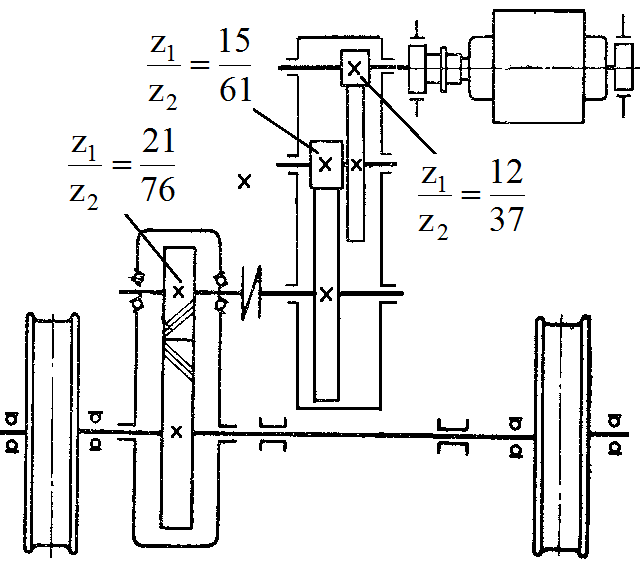 z₁/z₂ = 15/61
z₁/z₂ = 21/76
z₁/z₂ = 12/37